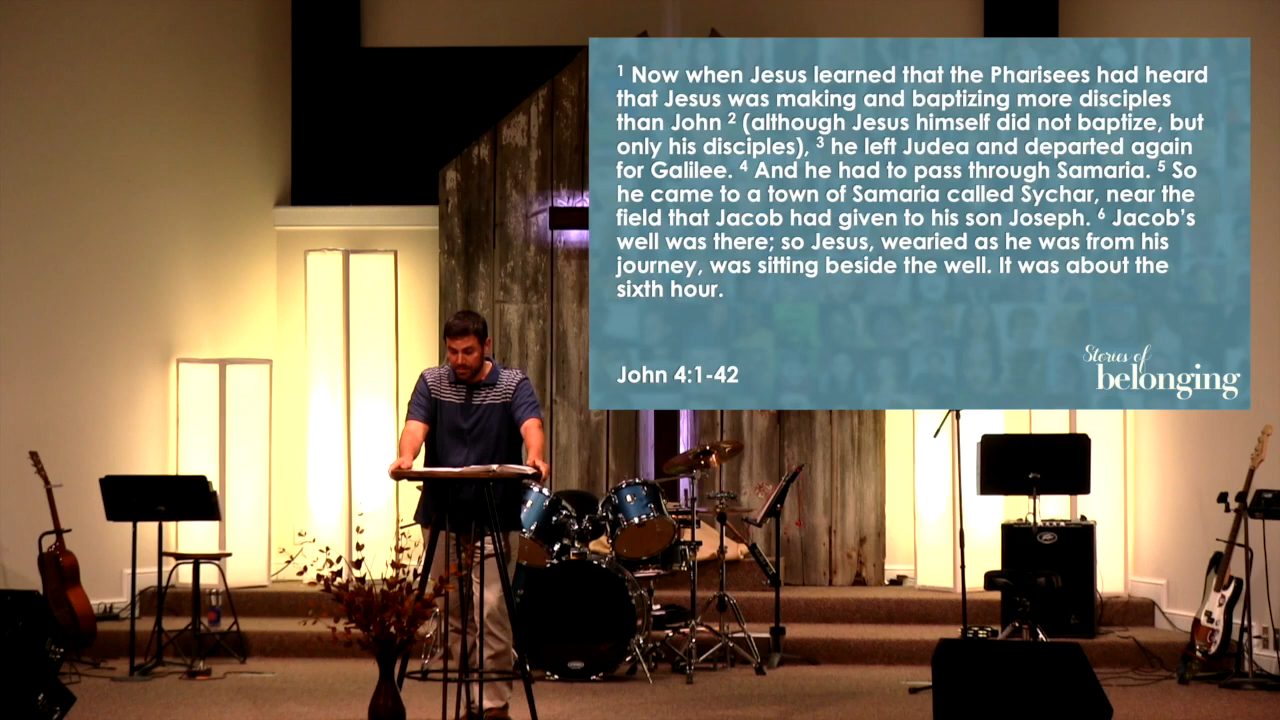 ¹ Now when Jesus learned that the Pharisees had heard
that Jesus was making and baptizing more disciples
than John ² (although Jesus himself did not baptize, but
only his disciples), ³ he left Judea and departed again
for Galilee. ⁴ And he had to pass through Samaria. ⁵ So
he came to a town of Samaria called Sychar, near the
field that Jacob had given to his son Joseph. ⁶ Jacob’s
well was there; so Jesus, wearied as he was from his
journey, was sitting beside the well. It was about the
sixth hour.
John 4:1-42
Stories of
belonging